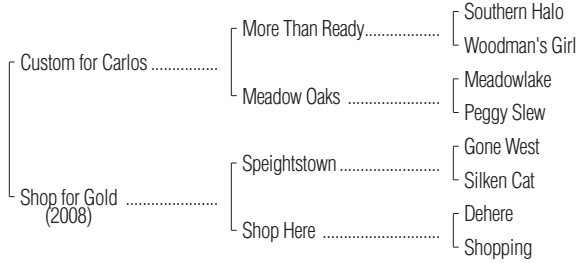 Southern Halo
More Than Ready..................
Woodman's Girl
Custom for Carlos ................
Meadowlake
Meadow Oaks ......................
Peggy Slew
Gone West
Speightstown ........................
Silken Cat
Shop for Gold ......................
(2008)
Dehere
Shop Here ............................
Shopping